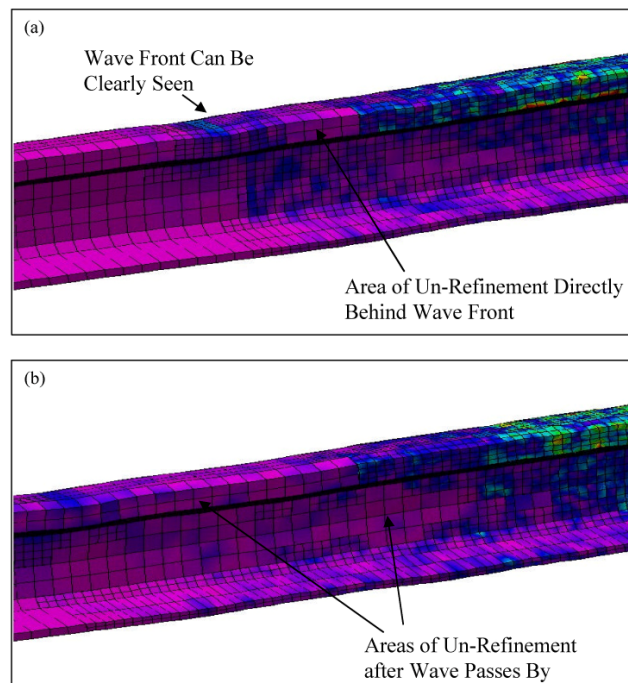 (a)
Wave Front Can Be
Clearly Seen
Area of Un-Refinement Directly
Behind Wave Front
(b)
Areas of Un-Refinement
after Wave Passes By